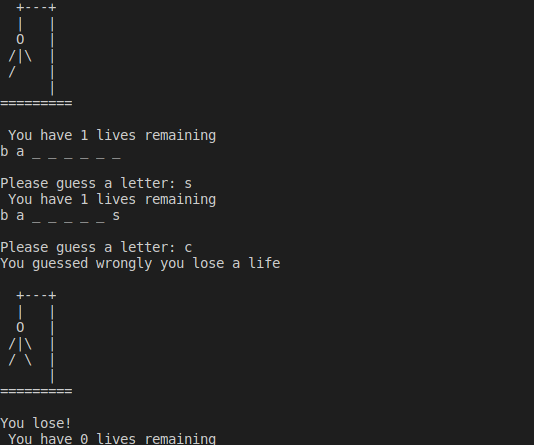 +---+
  |   |
  O   |
 /|\  |
 /    |
      |
=========

 You have 1 lives remaining
b a _ _ _ _ _ _

Please guess a letter: s
 You have 1 lives remaining
b a _ _ _ _ _ s

Please guess a letter: c
You guessed wrongly you lose a life

  +---+
  |   |
  O   |
 /|\  |
 / \  |
      |
=========

You lose!
 You have 0 lives remaining